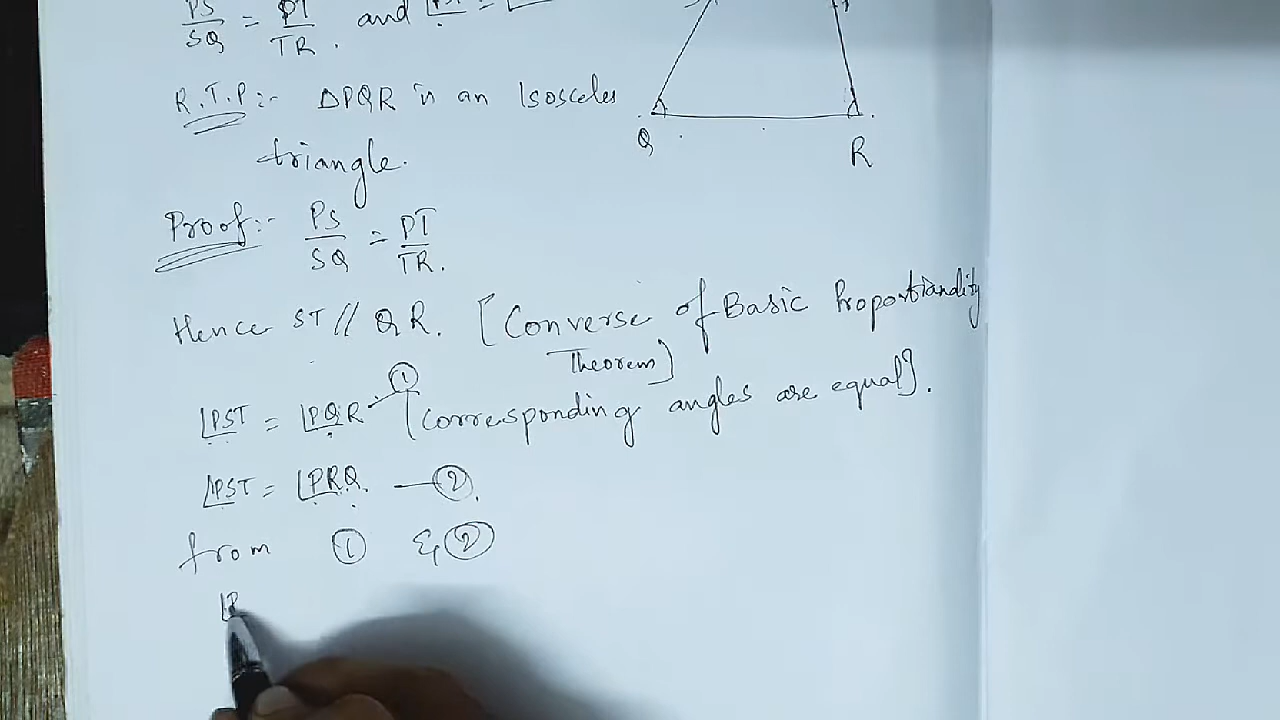 PS/SQ = PT/TR. and
R.T.P:- ΔPQR is an Isosceles
triangle.
Q
R
Proof:- PS/SQ = PT/TR.
Hence ST // QR. [Converse of Basic Proportianality
Theorem]
∠PST = ∠PQR - ① [corresponding angles are equal].
∠PST = ∠PRQ. — ②.
from ① & ②
∠P